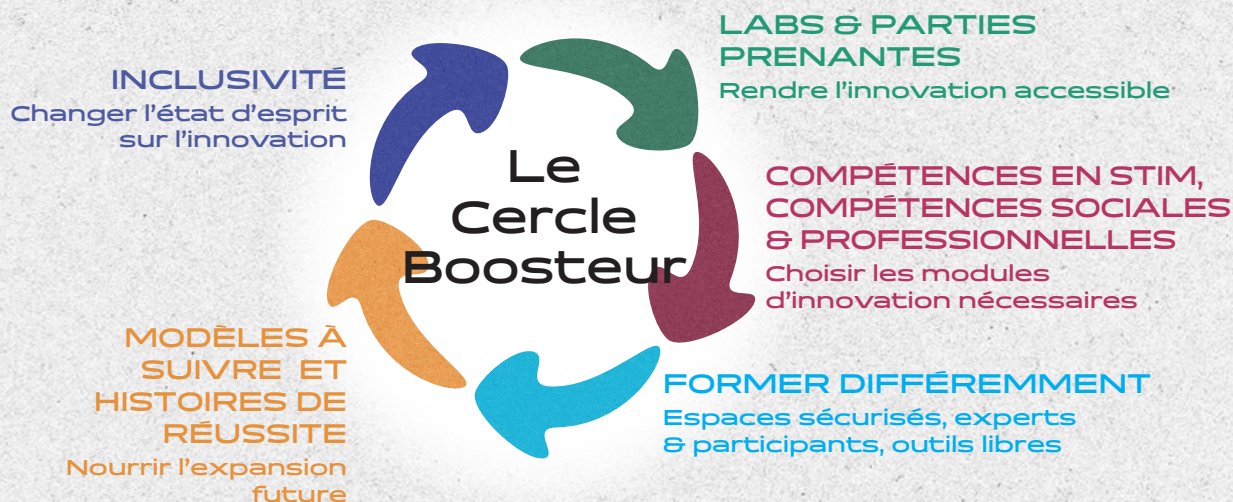 INCLUSIVITÉ
Changer l'état d'esprit
sur l'innovation
LABS & PARTIES
PRENANTES
Rendre l'innovation accessible
Le
Cercle
Boosteur
COMPÉTENCES EN STIM,
COMPÉTENCES SOCIALES
& PROFESSIONNELLES
Choisir les modules
d'innovation nécessaires
FORMER DIFFÉREMMENT
Espaces sécurisés, experts
& participants, outils libres
MODÈLES À
SUIVRE ET
HISTOIRES DE
RÉUSSITE
Nourrir l'expansion
future